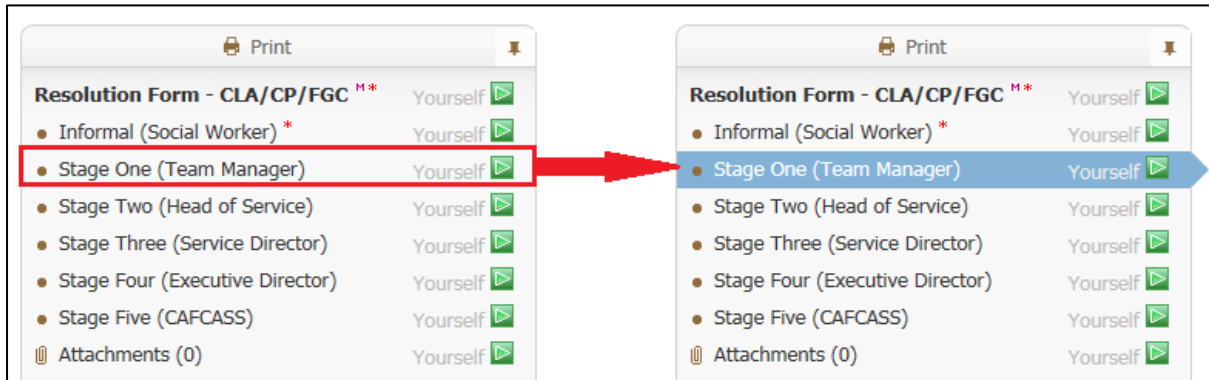 Print
Resolution Form - CLA/CP/FGC M* Yourself
Informal (Social Worker) * Yourself
Stage One (Team Manager) Yourself
Stage Two (Head of Service) Yourself
Stage Three (Service Director) Yourself
Stage Four (Executive Director) Yourself
Stage Five (CAFCASS) Yourself
Attachments (0) Yourself
Print
Resolution Form - CLA/CP/FGC M* Yourself
Informal (Social Worker) * Yourself
Stage One (Team Manager) Yourself
Stage Two (Head of Service) Yourself
Stage Three (Service Director) Yourself
Stage Four (Executive Director) Yourself
Stage Five (CAFCASS) Yourself
Attachments (0) Yourself